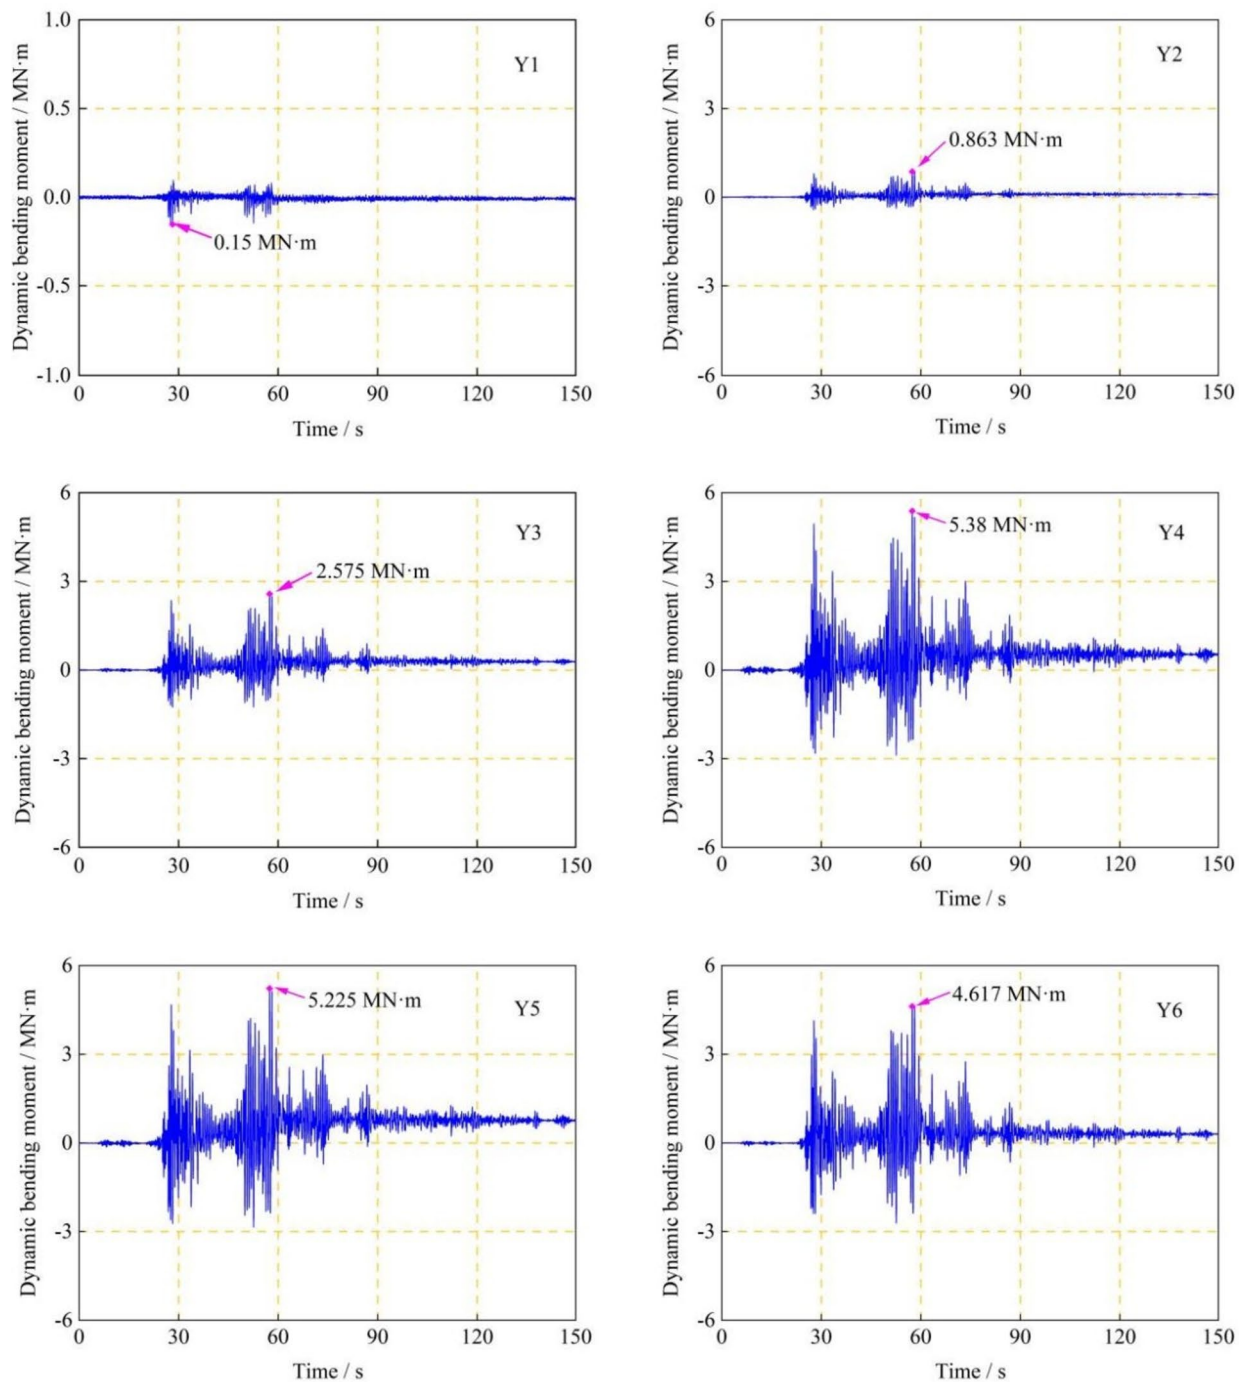 Dynamic bending moment / MN·m
1.0
0.5
0.0
-0.5
-1.0
Y1
0.15 MN·m
0 30 60 90 120 150
Time / s
Dynamic bending moment / MN·m
6
3
0
-3
-6
Y2
0.863 MN·m
0 30 60 90 120 150
Time / s
Dynamic bending moment / MN·m
6
3
0
-3
-6
Y3
2.575 MN·m
0 30 60 90 120 150
Time / s
Dynamic bending moment / MN·m
6
3
0
-3
-6
Y4
5.38 MN·m
0 30 60 90 120 150
Time / s
Dynamic bending moment / MN·m
6
3
0
-3
-6
Y5
5.225 MN·m
0 30 60 90 120 150
Time / s
Dynamic bending moment / MN·m
6
3
0
-3
-6
Y6
4.617 MN·m
0 30 60 90 120 150
Time / s